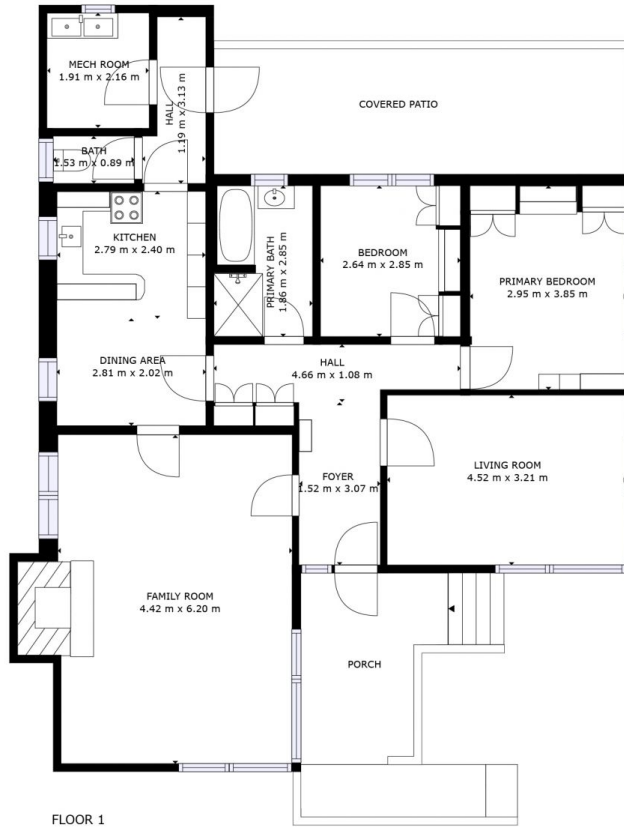 MECH ROOM
1.91 m x 2.16 m
HALL
1.19 m x 3.13 m
COVERED PATIO
BATH
1.53 m x 0.89 m
KITCHEN
2.79 m x 2.40 m
PRIMARY BATH
1.86 m x 2.85 m
BEDROOM
2.64 m x 2.85 m
PRIMARY BEDROOM
2.95 m x 3.85 m
DINING AREA
2.81 m x 2.02 m
HALL
4.66 m x 1.08 m
FOYER
1.52 m x 3.07 m
LIVING ROOM
4.52 m x 3.21 m
FAMILY ROOM
4.42 m x 6.20 m
PORCH
FLOOR 1